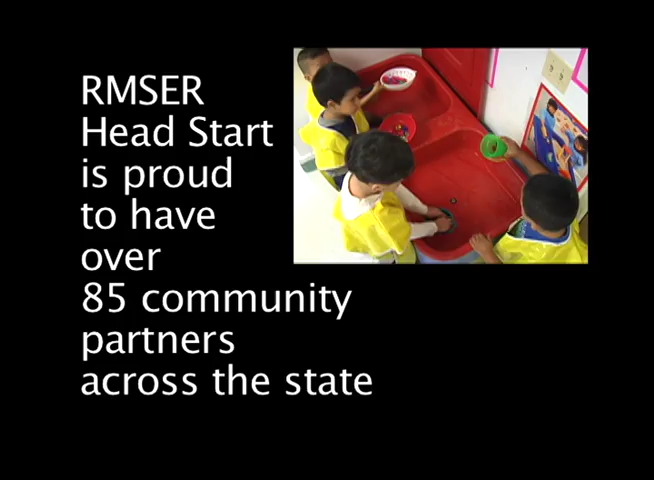 RMSER
Head Start
is proud
to have
over
85 community
partners
across the state